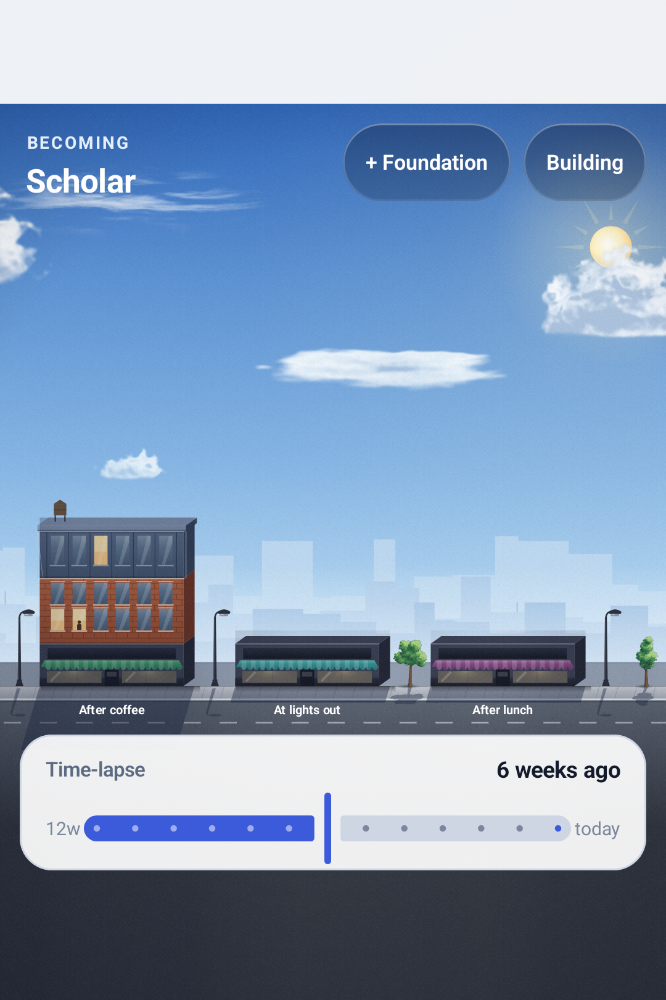 BECOMING
Scholar
+ Foundation
Building
After coffee
At lights out
After lunch
Time-lapse
6 weeks ago
12w
today